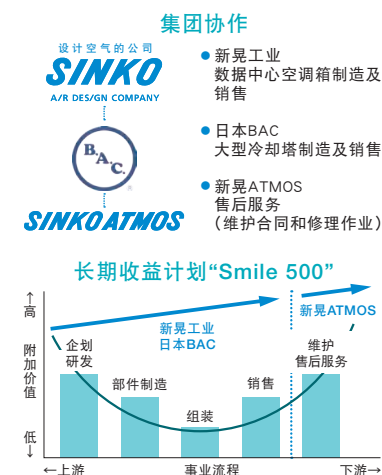 集团协作
设计空气的公司
SINKO
A/R DES/GN COMPANY
B.A.C.
®
SINKO ATMOS
● 新晃工业
数据中心空调箱制造及
销售
● 日本BAC
大型冷却塔制造及销售
● 新晃ATMOS
售后服务
（维护合同和修理作业）
长期收益计划“Smile 500”
↑
高
附
加
价
值
低
↓
新晃工业
日本BAC
新晃ATMOS
企划
研发
部件制造
组装
销售
维护
售后服务
←上游
事业流程
下游→